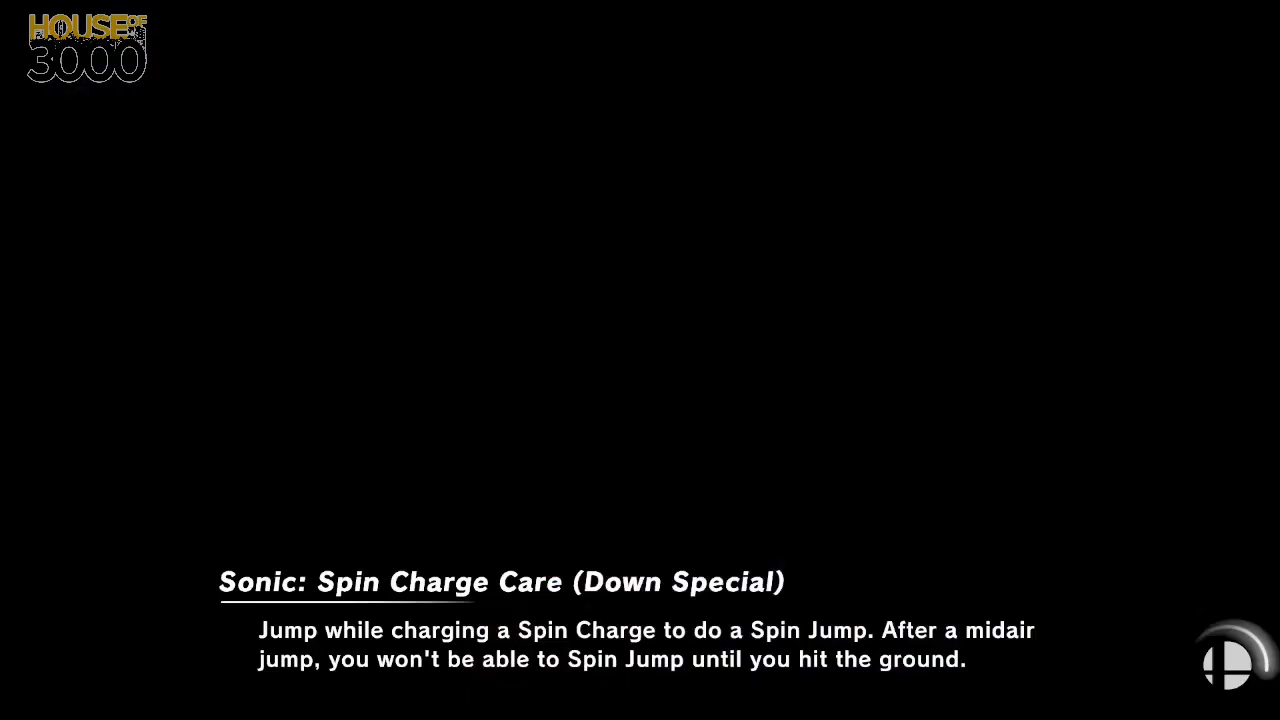 HOUSE OF
3000
Sonic: Spin Charge Care (Down Special)
Jump while charging a Spin Charge to do a Spin Jump. After a midair
jump, you won't be able to Spin Jump until you hit the ground.